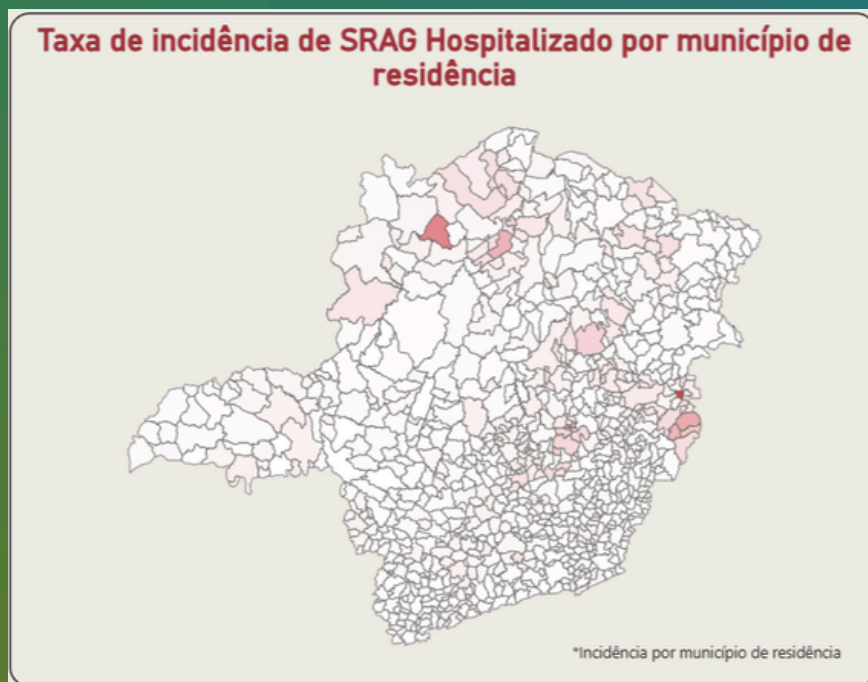 Taxa de incidência de SRAG Hospitalizado por município de
residência
*Incidência por município de residência